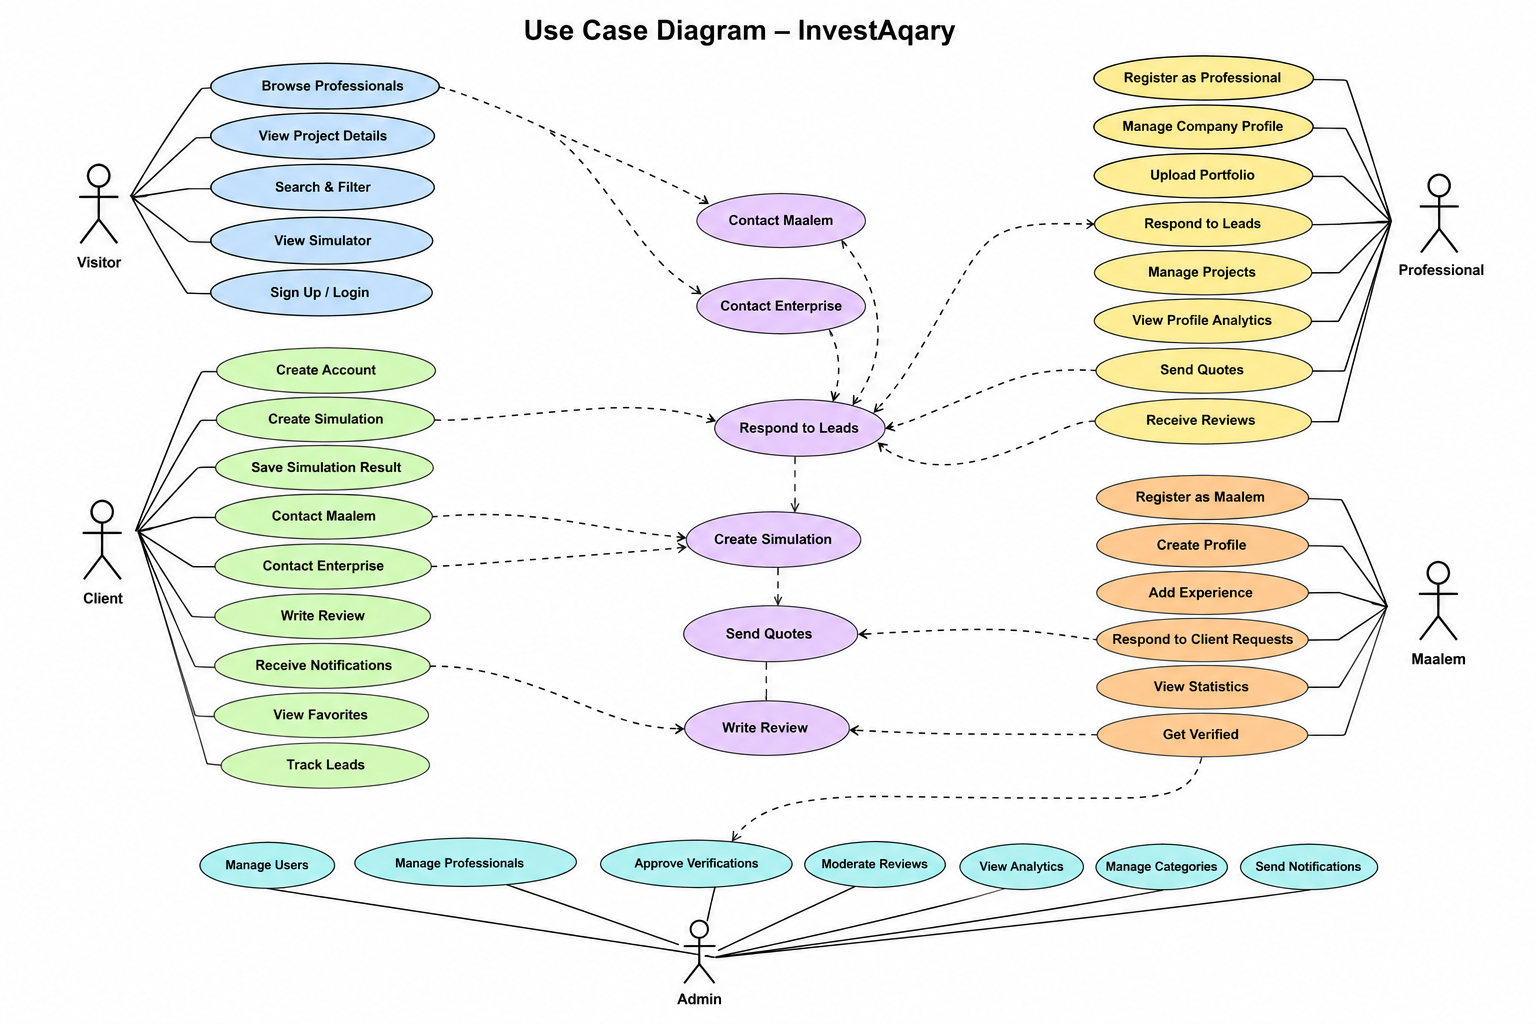 Use Case Diagram – InvestAqary
Browse Professionals
View Project Details
Search & Filter
View Simulator
Sign Up / Login
Visitor
Create Account
Create Simulation
Save Simulation Result
Contact Maalem
Contact Enterprise
Write Review
Receive Notifications
View Favorites
Track Leads
Client
Contact Maalem
Contact Enterprise
Respond to Leads
Create Simulation
Send Quotes
Write Review
Register as Professional
Manage Company Profile
Upload Portfolio
Respond to Leads
Manage Projects
View Profile Analytics
Send Quotes
Receive Reviews
Professional
Register as Maalem
Create Profile
Add Experience
Respond to Client Requests
View Statistics
Get Verified
Maalem
Manage Users
Manage Professionals
Approve Verifications
Moderate Reviews
View Analytics
Manage Categories
Send Notifications
Admin